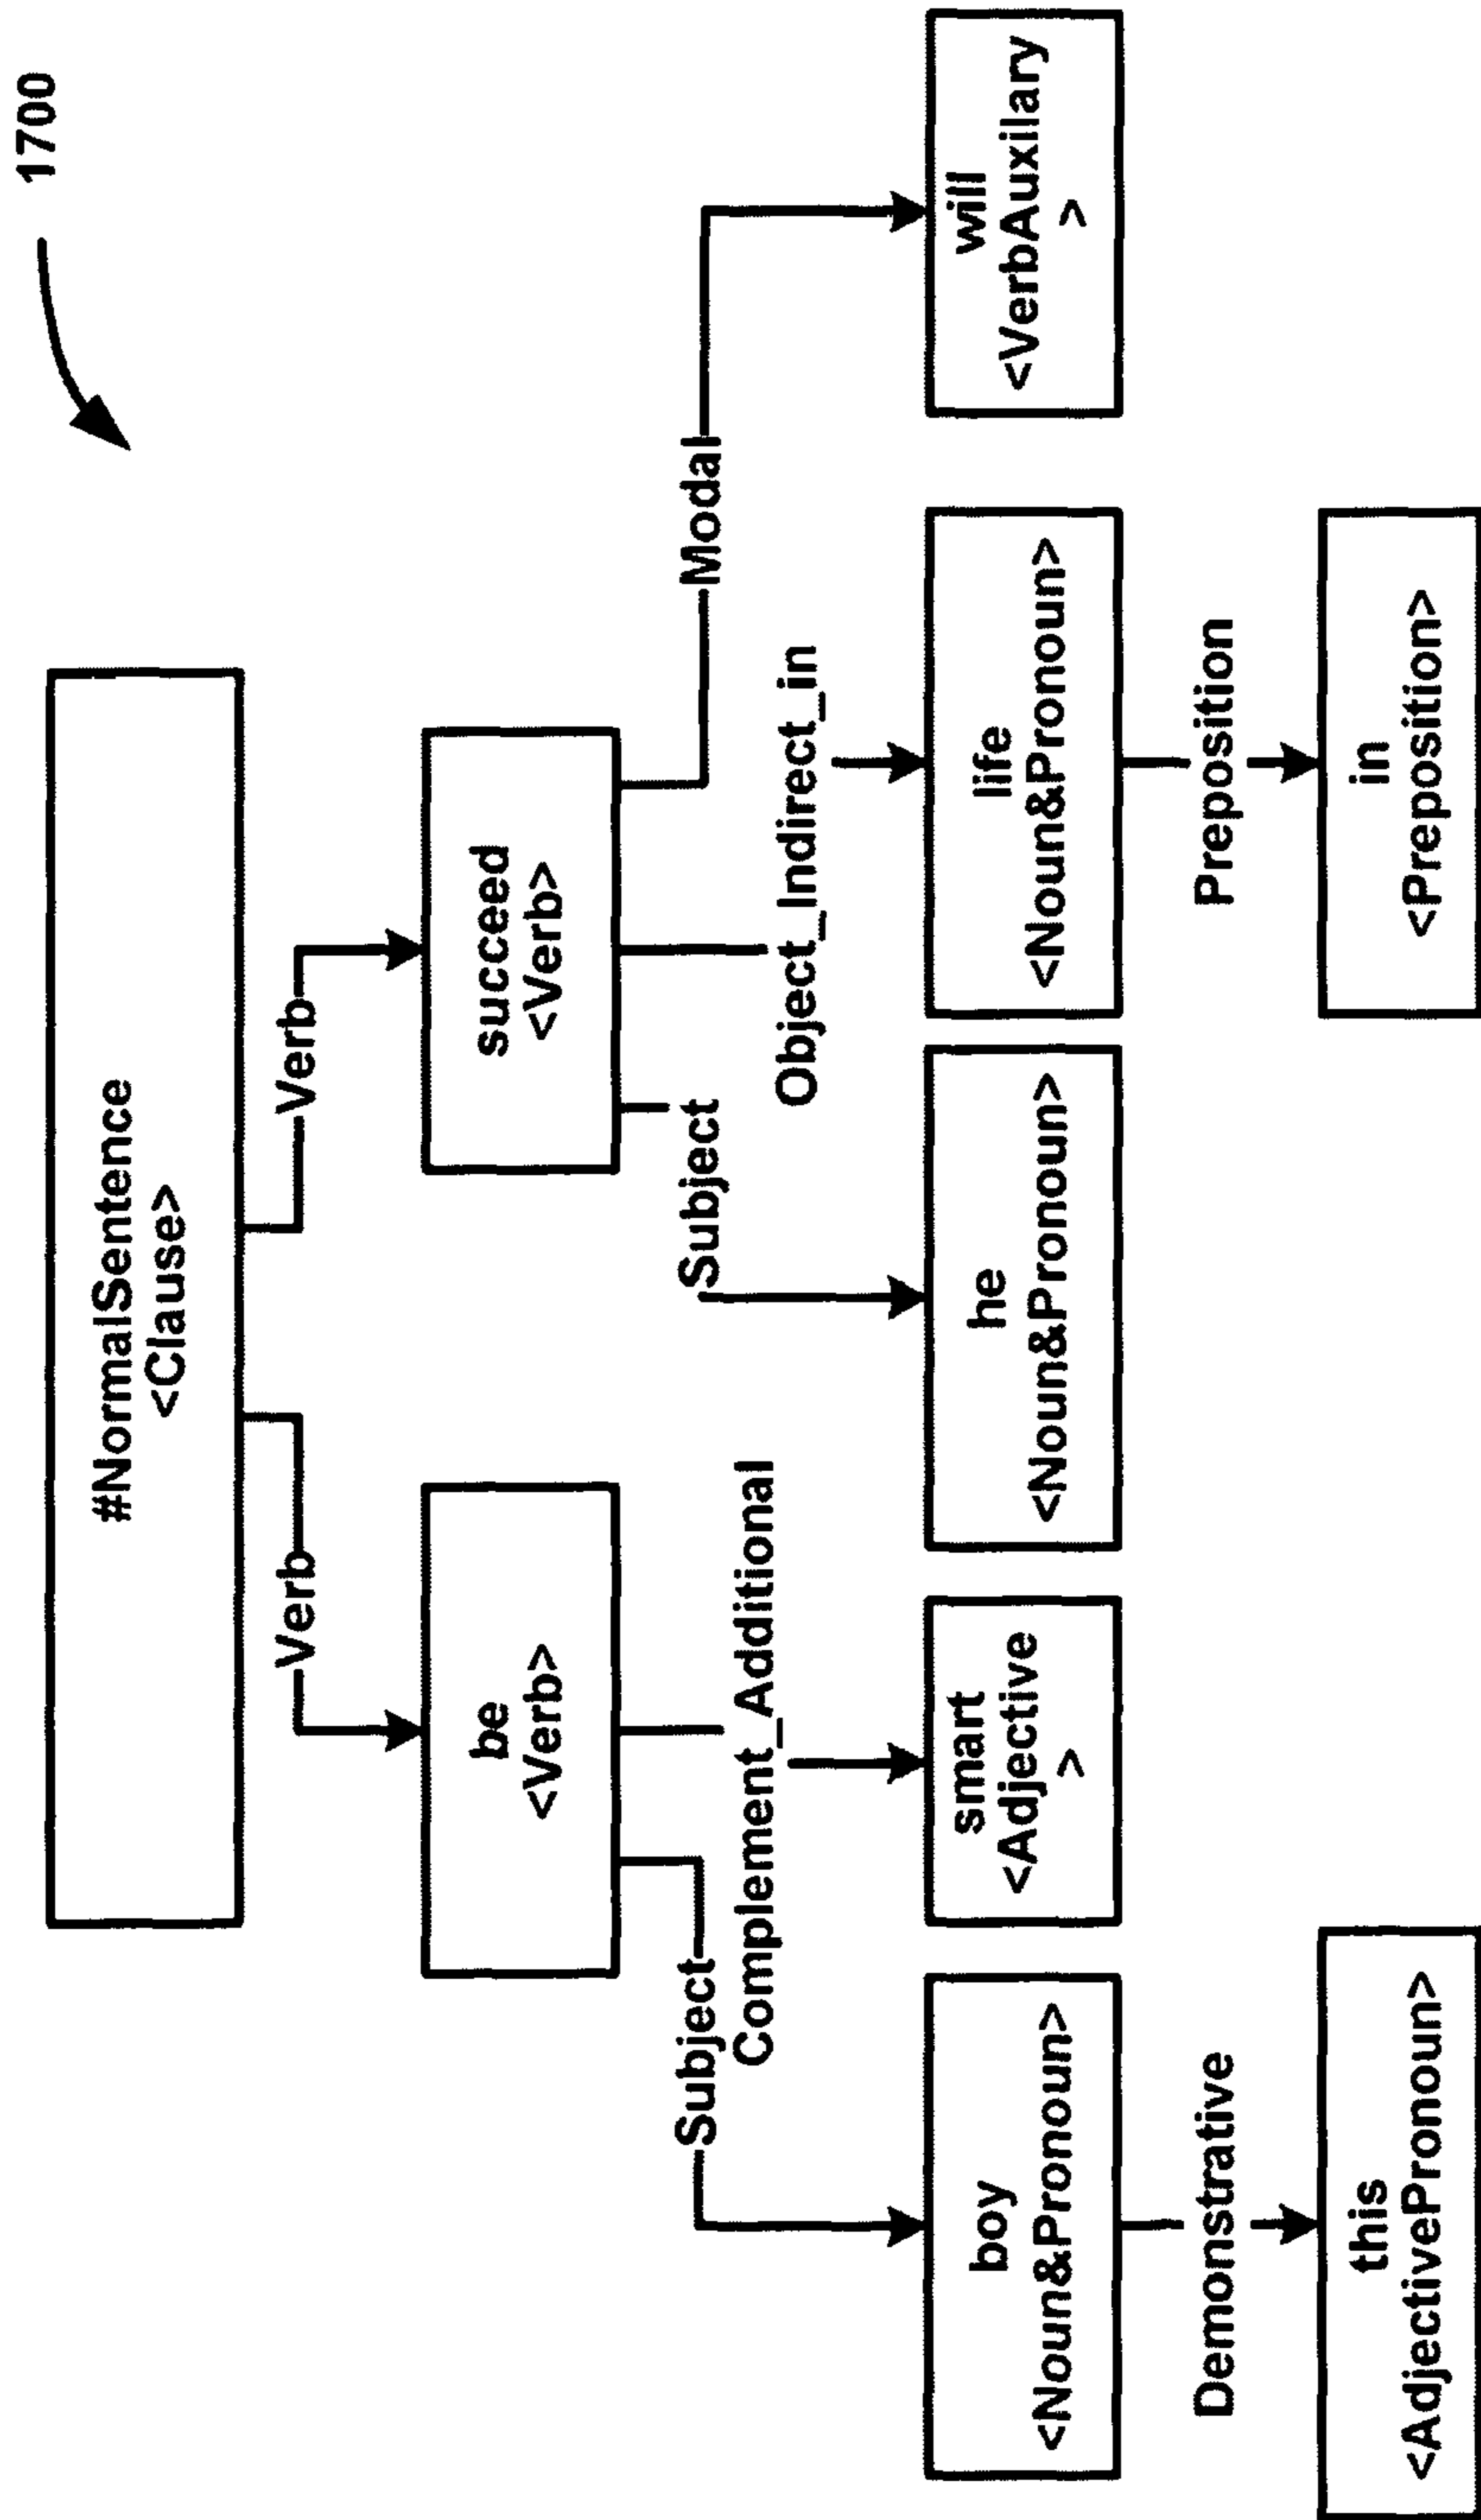 1700
#NormalSentence
<Clause>
Verb
Verb
be
<Verb>
succeed
<Verb>
Subject
Complement_Additional
Subject
Object_Indirect_in
Modal
boy
<Noun&Pronoun>
smart
<Adjective
>
he
<Noun&Pronoun>
life
<Noun&Pronoun>
will
<VerbAuxilary
>
Demonstrative
Preposition
this
<AdjectivePronoun>
in
<Preposition>